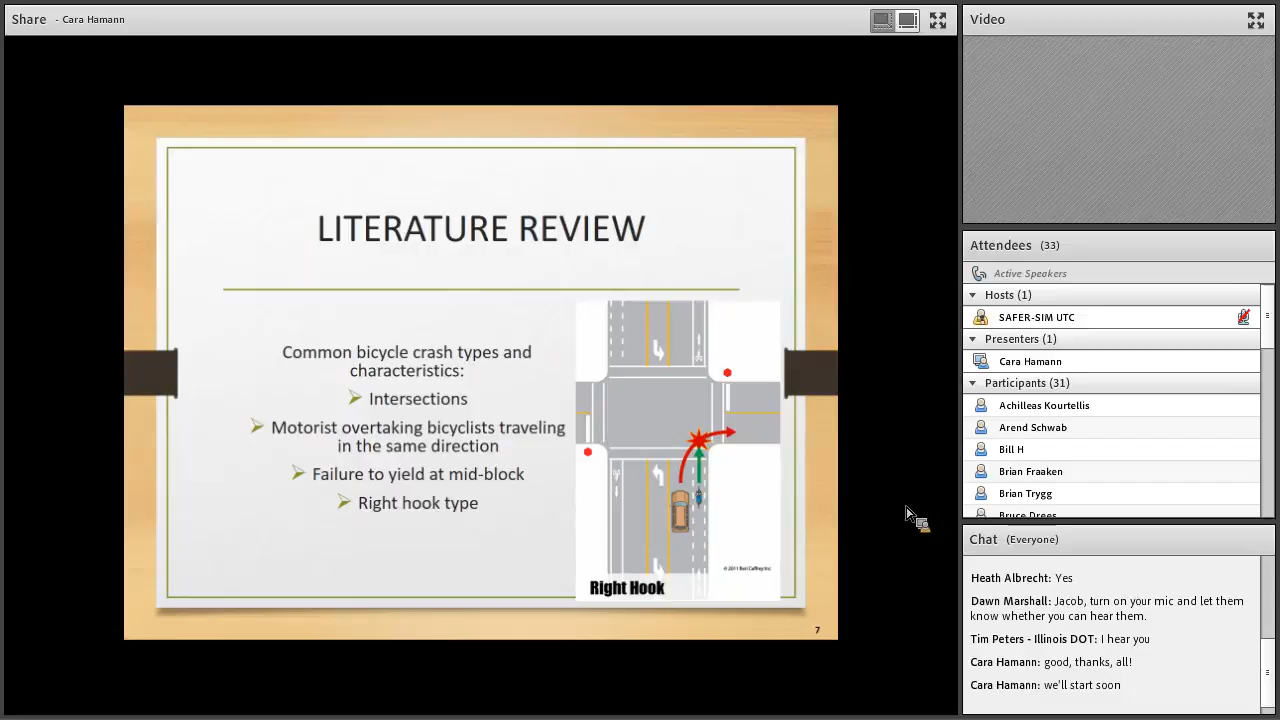 Share - Cara Hamann
LITERATURE REVIEW
Common bicycle crash types and
characteristics:
Intersections
Motorist overtaking bicyclists traveling
in the same direction
Failure to yield at mid-block
Right hook type
Right Hook
7
Video
Attendees (33)
Active Speakers
Hosts (1)
SAFER-SIM UTC
Presenters (1)
Cara Hamann
Participants (31)
Achilleas Kourtellis
Arend Schwab
Bill H
Brian Fraaken
Brian Trygg
Bruce Drees
Chat (Everyone)
Heath Albrecht: Yes
Dawn Marshall: Jacob, turn on your mic and let them
know whether you can hear them.
Tim Peters - Illinois DOT: I hear you
Cara Hamann: good, thanks, all!
Cara Hamann: we'll start soon